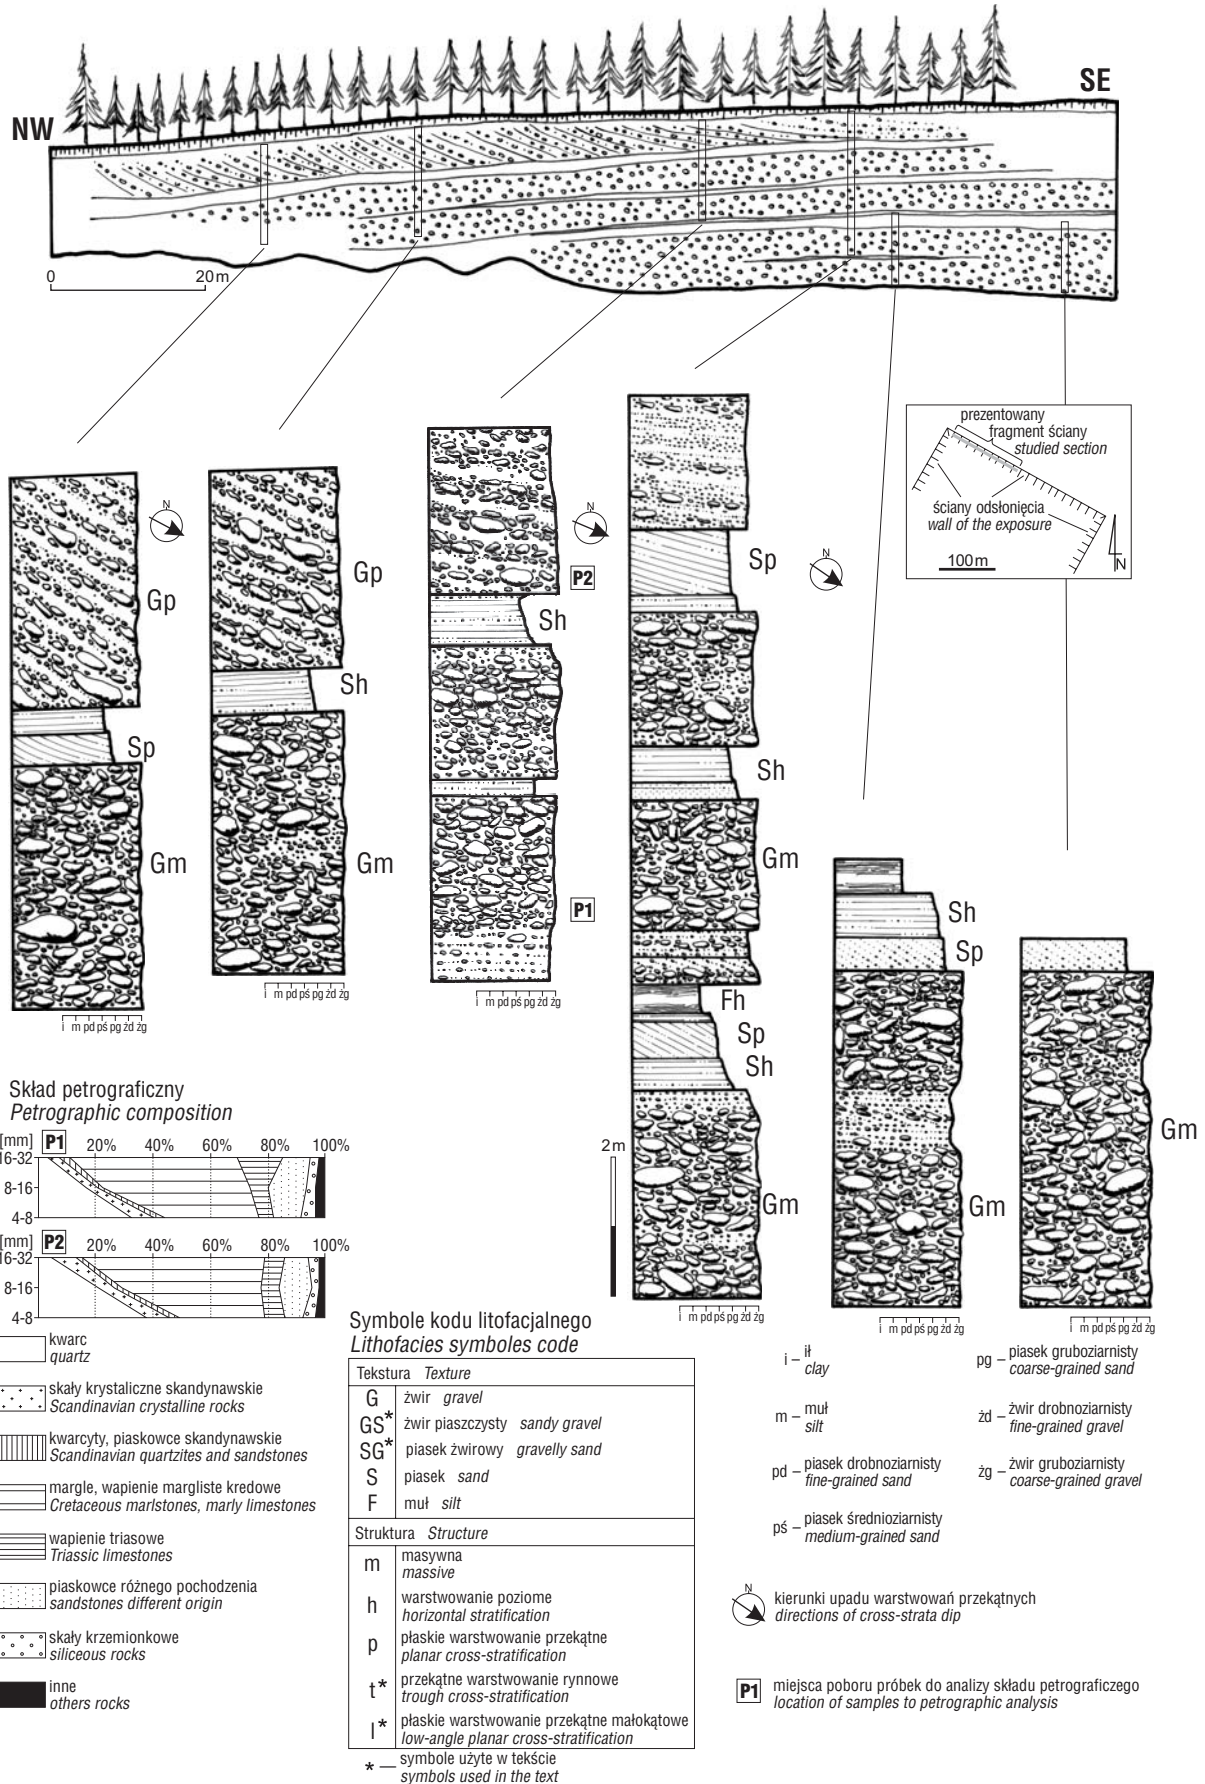 NW
SE
0
20 m
prezentowany
fragment ściany
studied section
ściany odsłonięcia
wall of the exposure
100 m
N
N
Gp
Sp
Gm
i m pd pś pg żd żg
N
Gp
Sh
Gm
i m pd pś pg żd żg
P2
Sh
P1
i m pd pś pg żd żg
N
Sp
Sh
Gm
Fh
Sp
Sh
Gm
2 m
i m pd pś pg żd żg
Sh
Sp
Gm
i m pd pś pg żd żg
Gm
i m pd pś pg żd żg
Skład petrograficzny
Petrographic composition
[mm] P1 20% 40% 60% 80% 100%
16-32
8-16
4-8
[mm] P2 20% 40% 60% 80% 100%
16-32
8-16
4-8
kwarc
quartz
skały krystaliczne skandynawskie
Scandinavian crystalline rocks
kwarcyty, piaskowce skandynawskie
Scandinavian quartzites and sandstones
margle, wapienie margliste kredowe
Cretaceous marlstones, marly limestones
wapienie triasowe
Triassic limestones
piaskowce różnego pochodzenia
sandstones different origin
skały krzemionkowe
siliceous rocks
inne
others rocks
Symbole kodu litofacjalnego
Lithofacies symboles code
Tekstura Texture
G żwir gravel
GS* żwir piaszczysty sandy gravel
SG* piasek żwirowy gravelly sand
S piasek sand
F muł silt
Struktura Structure
m masywna
massive
h warstwowanie poziome
horizontal stratification
p płaskie warstwowanie przekątne
planar cross-stratification
t* przekątne warstwowanie rynnowe
trough cross-stratification
l* płaskie warstwowanie przekątne małokątowe
low-angle planar cross-stratification
* — symbole użyte w tekście
symbols used in the text
i – ił
clay
m – muł
silt
pd – piasek drobnoziarnisty
fine-grained sand
pś – piasek średnioziarnisty
medium-grained sand
pg – piasek gruboziarnisty
coarse-grained sand
żd – żwir drobnoziarnisty
fine-grained gravel
żg – żwir gruboziarnisty
coarse-grained gravel
N
kierunki upadu warstwowań przekątnych
directions of cross-strata dip
P1 miejsca poboru próbek do analizy składu petrograficzego
location of samples to petrographic analysis